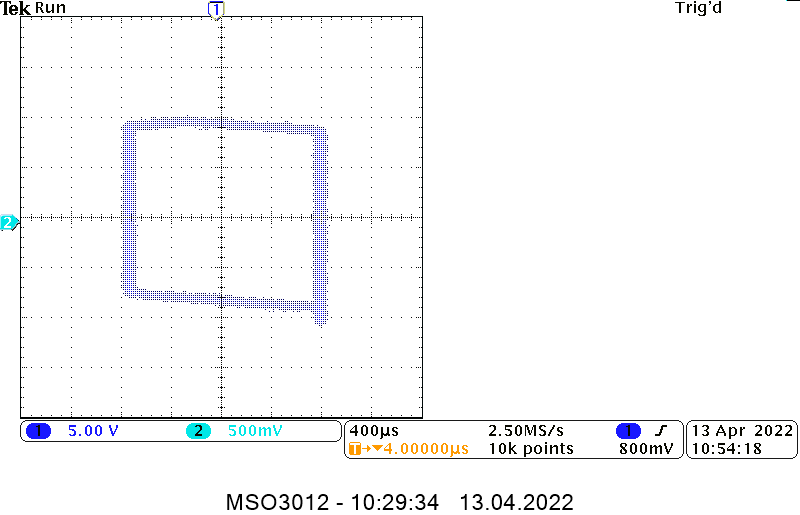 Tek Run Trig'd
1
2
1 5.00 V 2 500mV
400µs 2.50MS/s 1 ƒ
T→▼4.00000µs 10k points 800mV
13 Apr 2022
10:54:18
MSO3012 - 10:29:34 13.04.2022